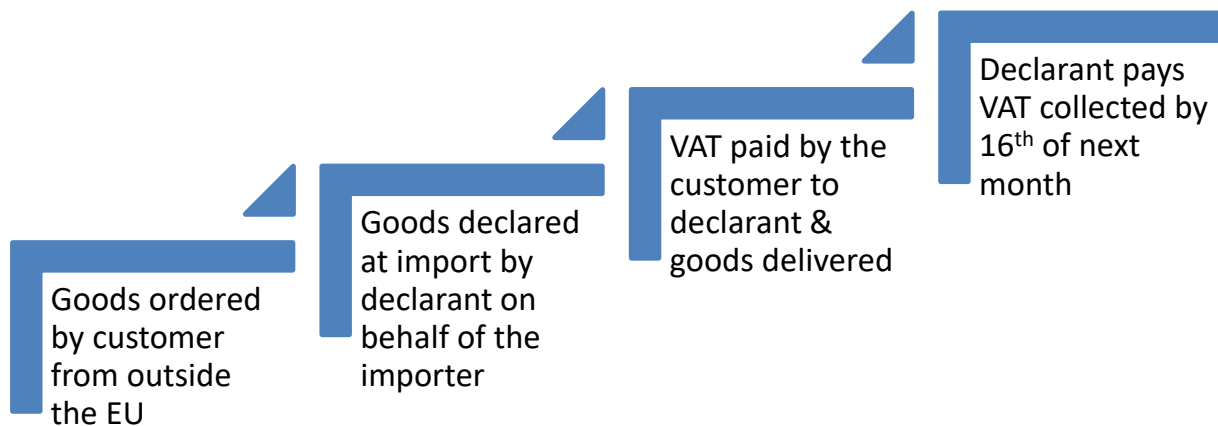 Goods ordered
by customer
from outside
the EU
Goods declared
at import by
declarant on
behalf of the
importer
VAT paid by the
customer to
declarant &
goods delivered
Declarant pays
VAT collected by
16th of next
month